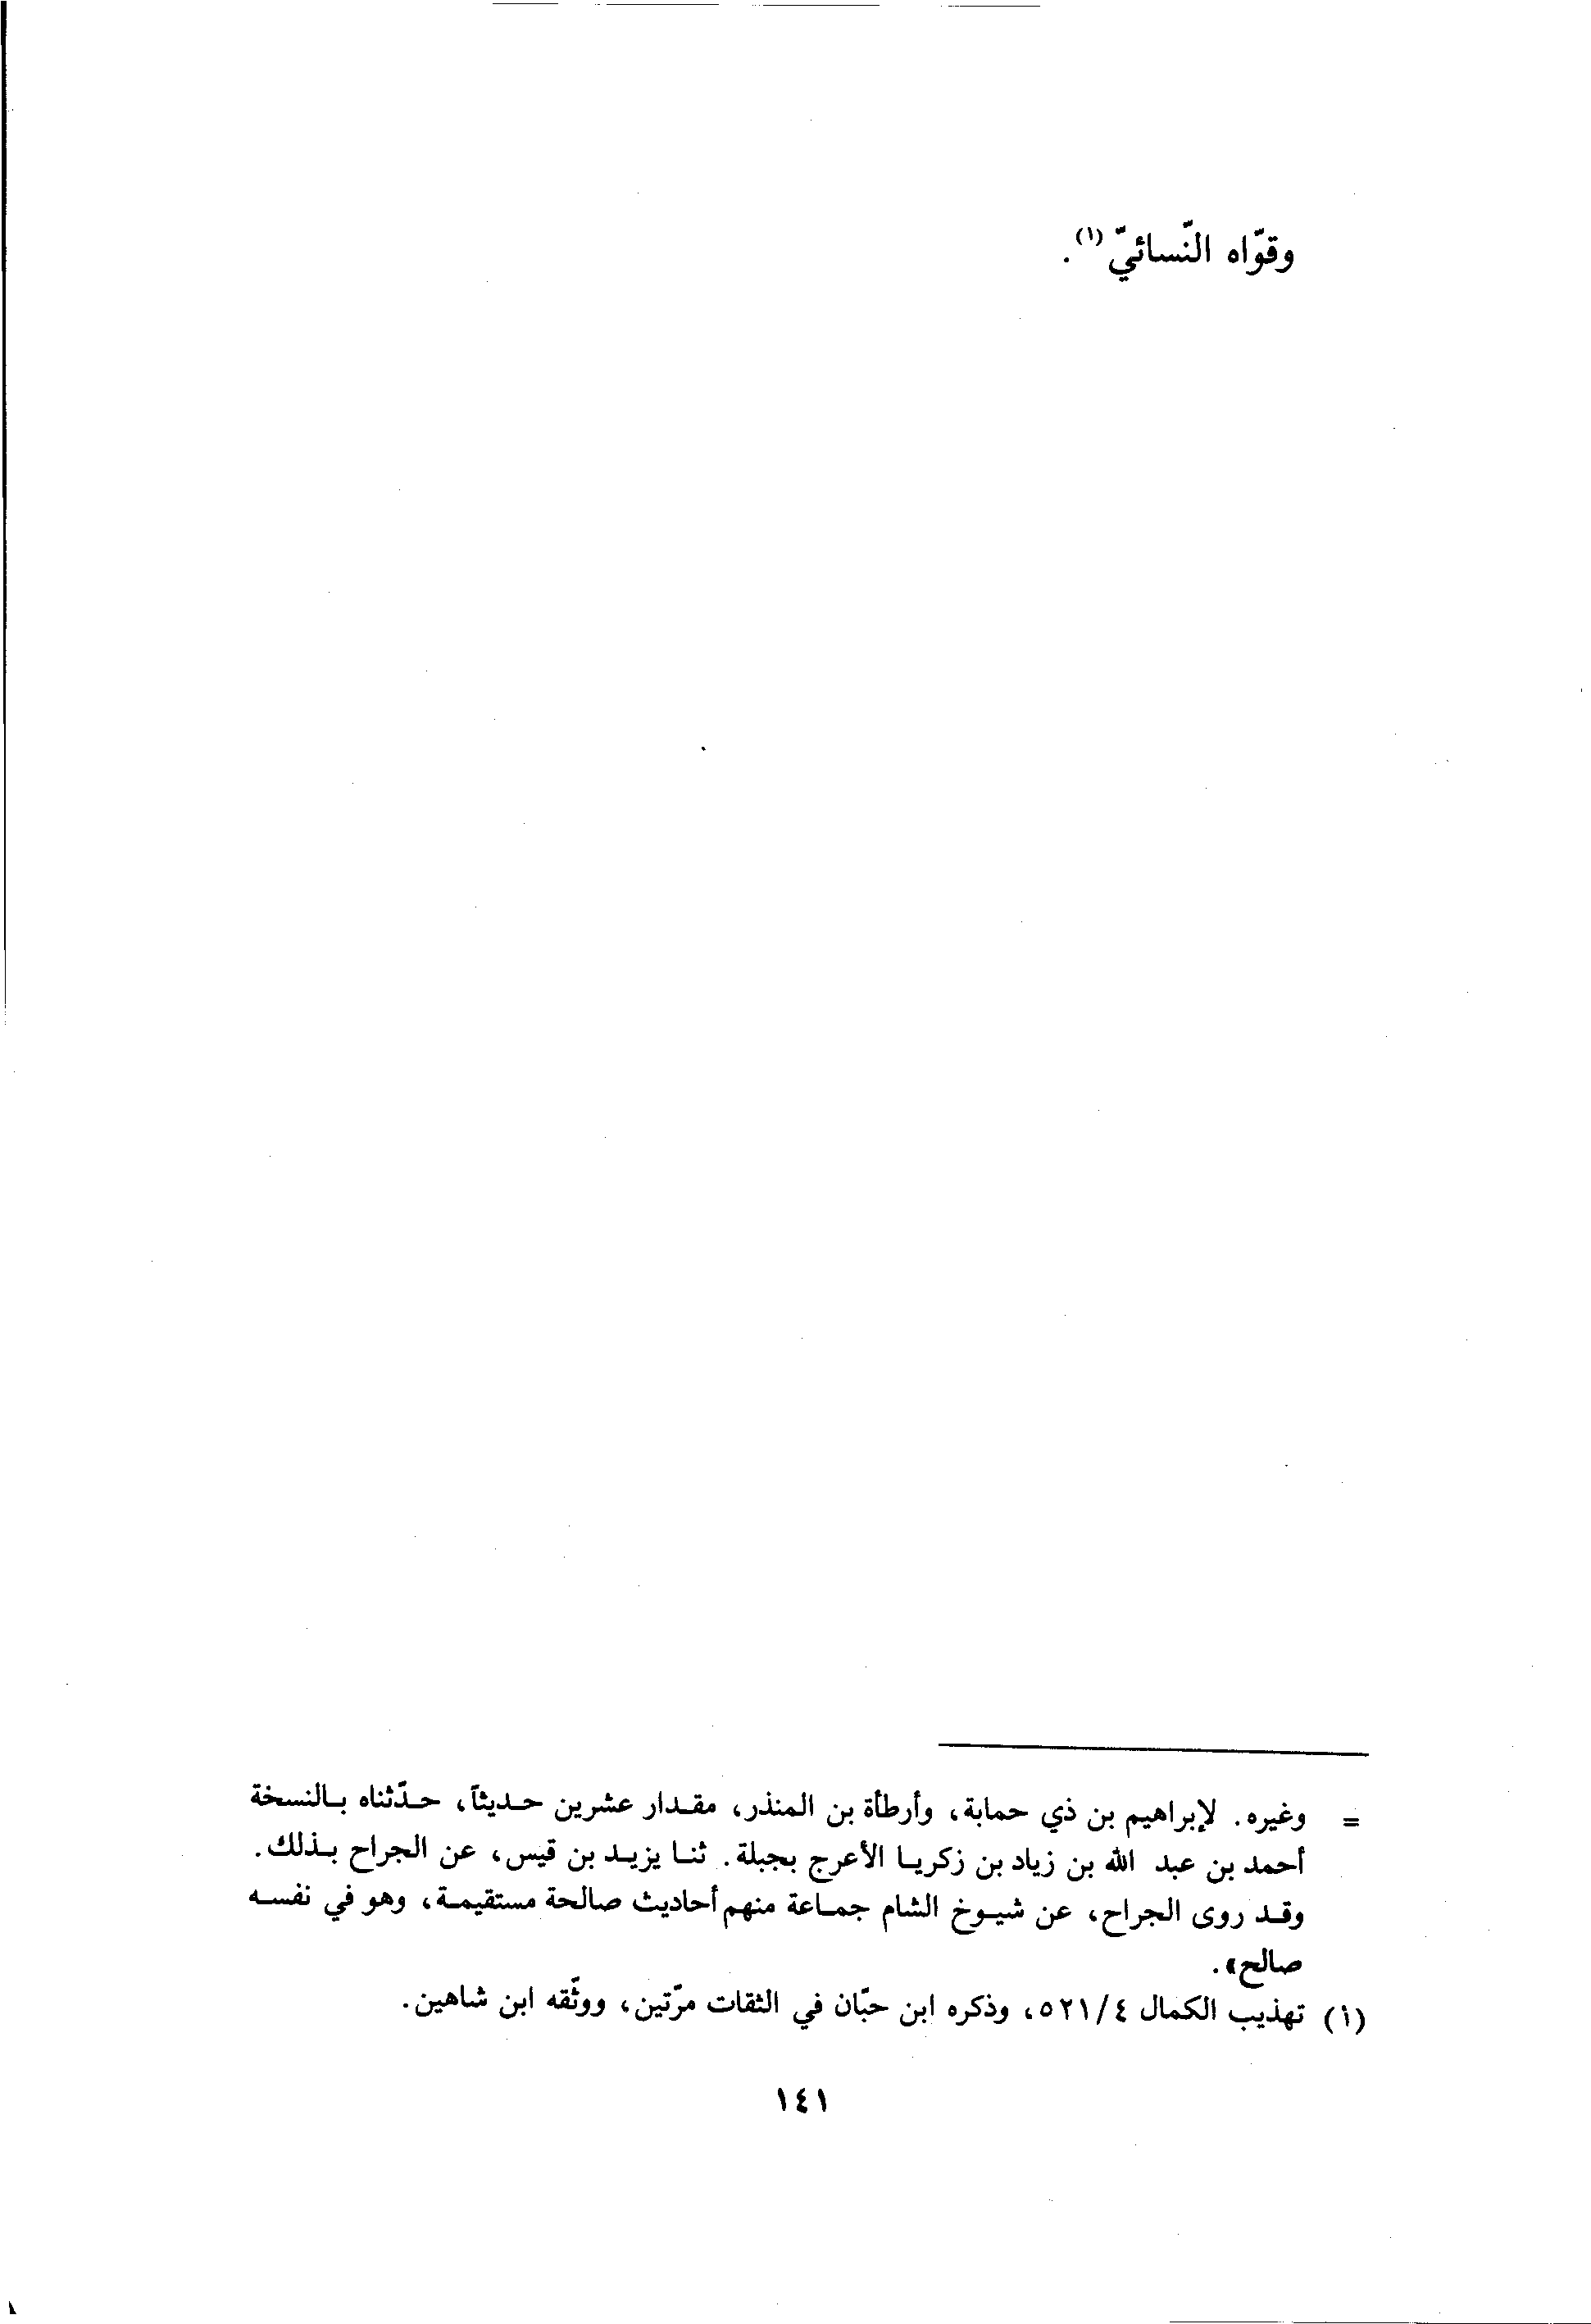 وقوّاه النّسائيّ(١).
= وغيره. لإبراهيم بن ذي حمابة، وأرطأة بن المنذر، مقدار عشرين حديثاً، حدّثناه بالنسخة
أحمد بن عبد الله بن زياد بن زكريا الأعرج بجبلة. ثنا يزيد بن قيس، عن الجراح بذلك.
وقد روى الجراح، عن شيوخ الشام جماعة منهم أحاديث صالحة مستقيمة، وهو في نفسه
صالح».
(١) تهذيب الكمال ٤/٥٢١، وذكره ابن حبّان في الثقات مرّتين، ووثّقه ابن شاهين.
١٤١